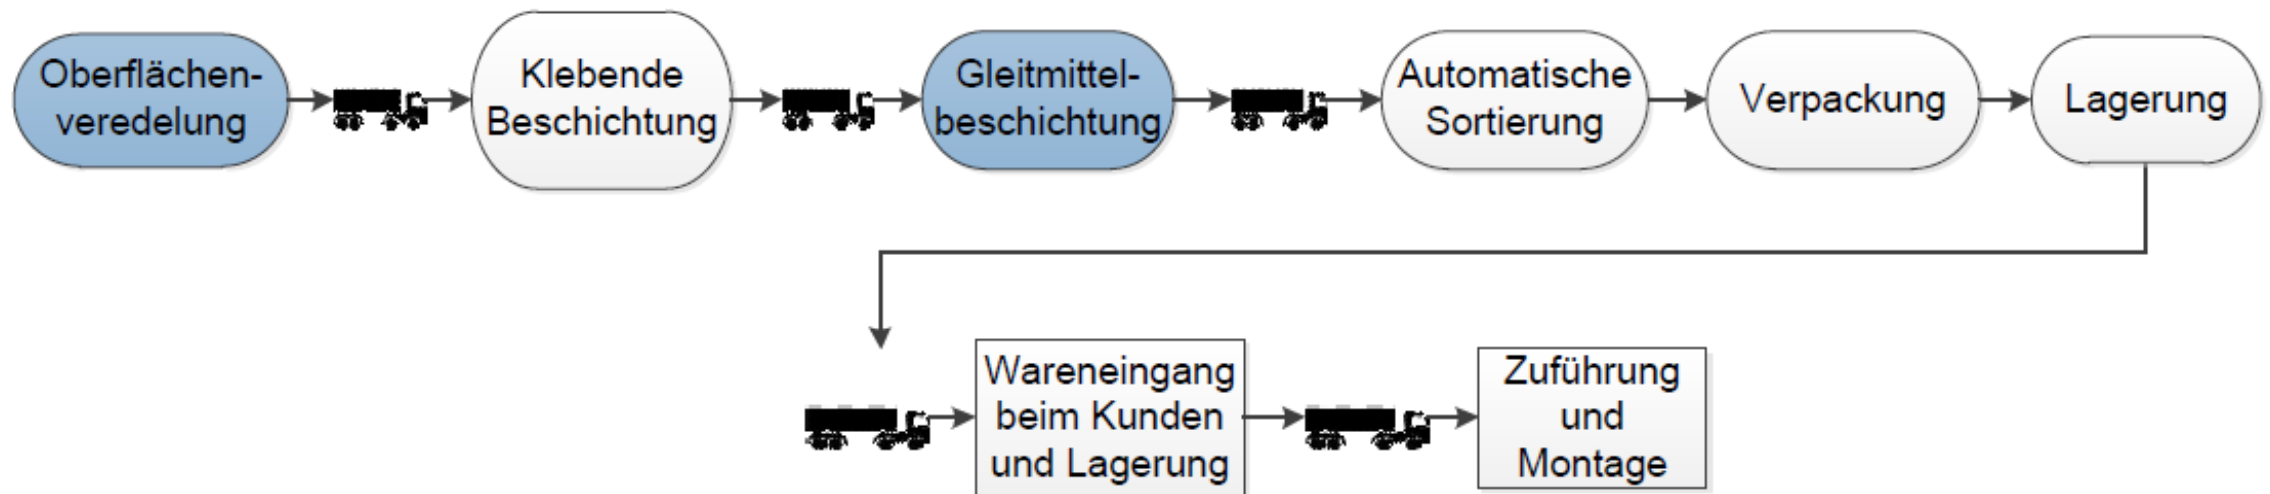 Oberflächen-
veredelung
Klebende
Beschichtung
Gleitmittel-
beschichtung
Automatische
Sortierung
Verpackung
Lagerung
Wareneingang
beim Kunden
und Lagerung
Zuführung
und
Montage